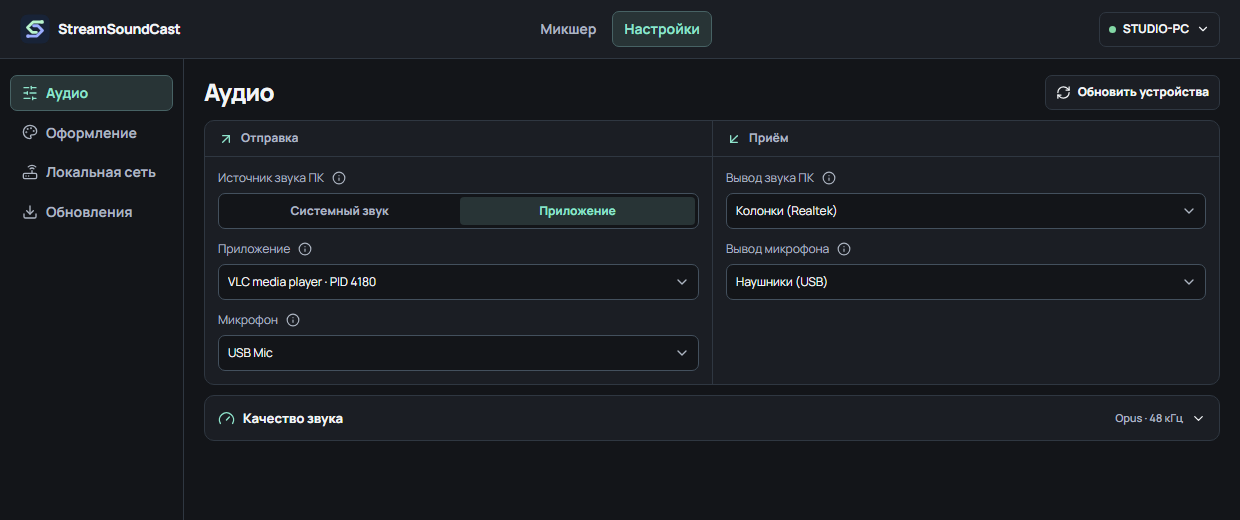 StreamSoundCast
Микшер
Настройки
STUDIO-PC
Аудио
Оформление
Локальная сеть
Обновления
Аудио
Обновить устройства
Отправка
Источник звука ПК
Системный звук
Приложение
Приложение
VLC media player · PID 4180
Микрофон
USB Mic
Приём
Вывод звука ПК
Колонки (Realtek)
Вывод микрофона
Наушники (USB)
Качество звука
Opus · 48 кГц